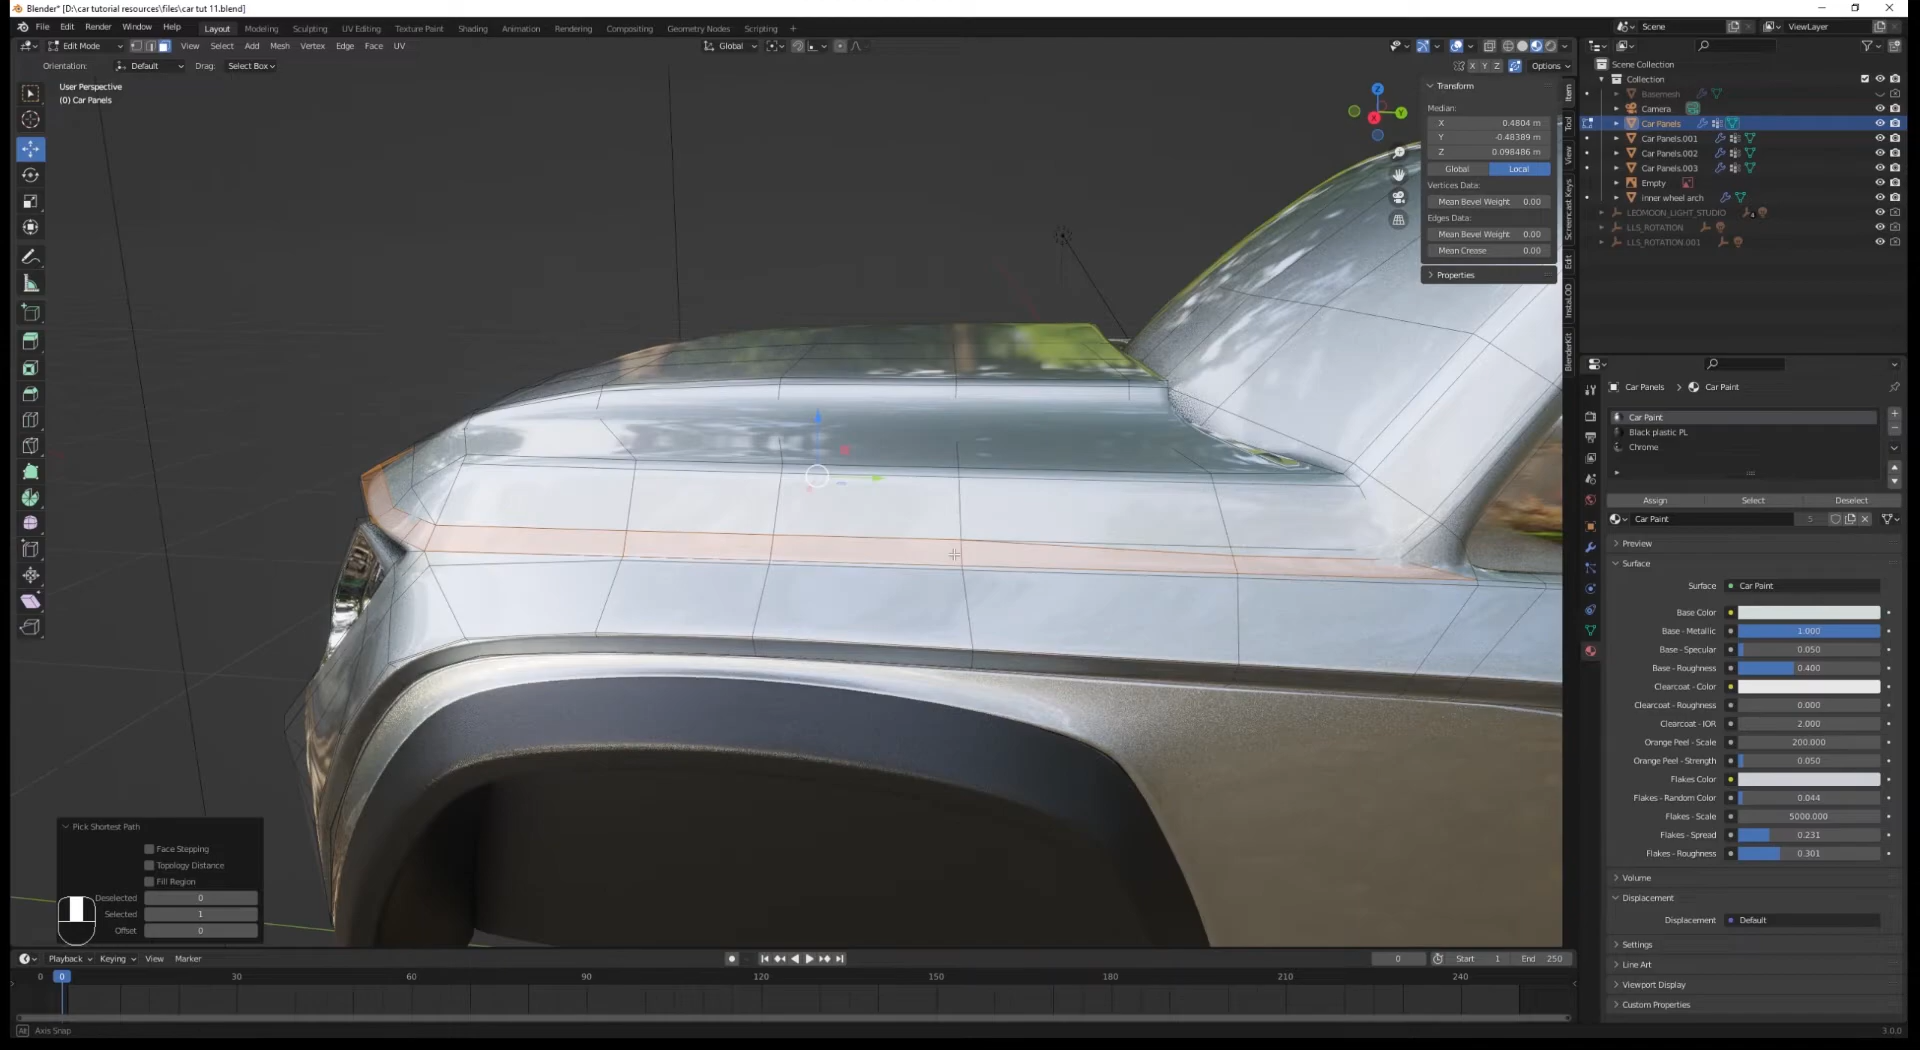 Blender* [D:\car tutorial resources\files\car tut 11.blend]
File Edit Render Window Help Layout Modeling Sculpting UV Editing Texture Paint Shading Animation Rendering Compositing Geometry Nodes Scripting + Scene ViewLayer
Edit Mode View Select Add Mesh Vertex Edge Face UV Global
Orientation: Default Drag: Select Box X Y Z Options
User Perspective
(0) Car Panels
Transform
Median:
X 0.4804 m
Y -0.48389 m
Z 0.098486 m
Global Local
Vertices Data:
Mean Bevel Weight 0.00
Edges Data:
Mean Bevel Weight 0.00
Mean Crease 0.00
Properties
Item
Tool
View
Screencast Keys
Edit
InstaLOD
BlenderKit
Z
Y
X
Scene Collection
Collection
Basemesh
Camera
Car Panels
Car Panels.001
Car Panels.002
Car Panels.003
Empty
inner wheel arch
LEOMOON_LIGHT_STUDIO
LLS_ROTATION
LLS_ROTATION.001
Car Panels > Car Paint
Car Paint
Black plastic PL
Chrome
Assign Select Deselect
Car Paint 5
Preview
Surface
Surface Car Paint
Base Color
Base - Metallic 1.000
Base - Specular 0.050
Base - Roughness 0.400
Clearcoat - Color
Clearcoat - Roughness 0.000
Clearcoat - IOR 2.000
Orange Peel - Scale 200.000
Orange Peel - Strength 0.050
Flakes Color
Flakes - Random Color 0.044
Flakes - Scale 5000.000
Flakes - Spread 0.231
Flakes - Roughness 0.301
Volume
Displacement
Displacement Default
Settings
Line Art
Viewport Display
Custom Properties
Pick Shortest Path
Face Stepping
Topology Distance
Fill Region
Deselected 0
Selected 1
Offset 0
Playback Keying View Marker 0 Start 1 End 250
0 0 30 60 90 120 150 180 210 240
Alt Axis Snap 3.0.0